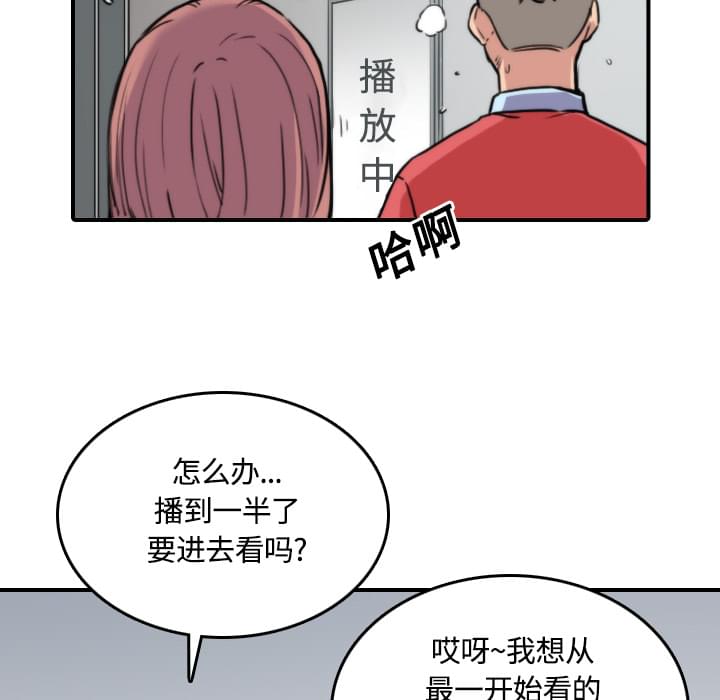 播放中
哈啊
怎么办...
播到一半了
要进去看吗?
哎呀~我想从
最一开始看的